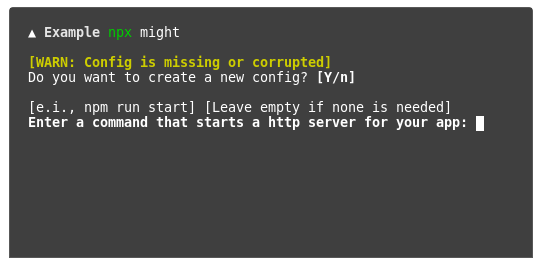 ▲ Example npx might
[WARN: Config is missing or corrupted]
Do you want to create a new config? [Y/n]
[e.i., npm run start] [Leave empty if none is needed]
Enter a command that starts a http server for your app: